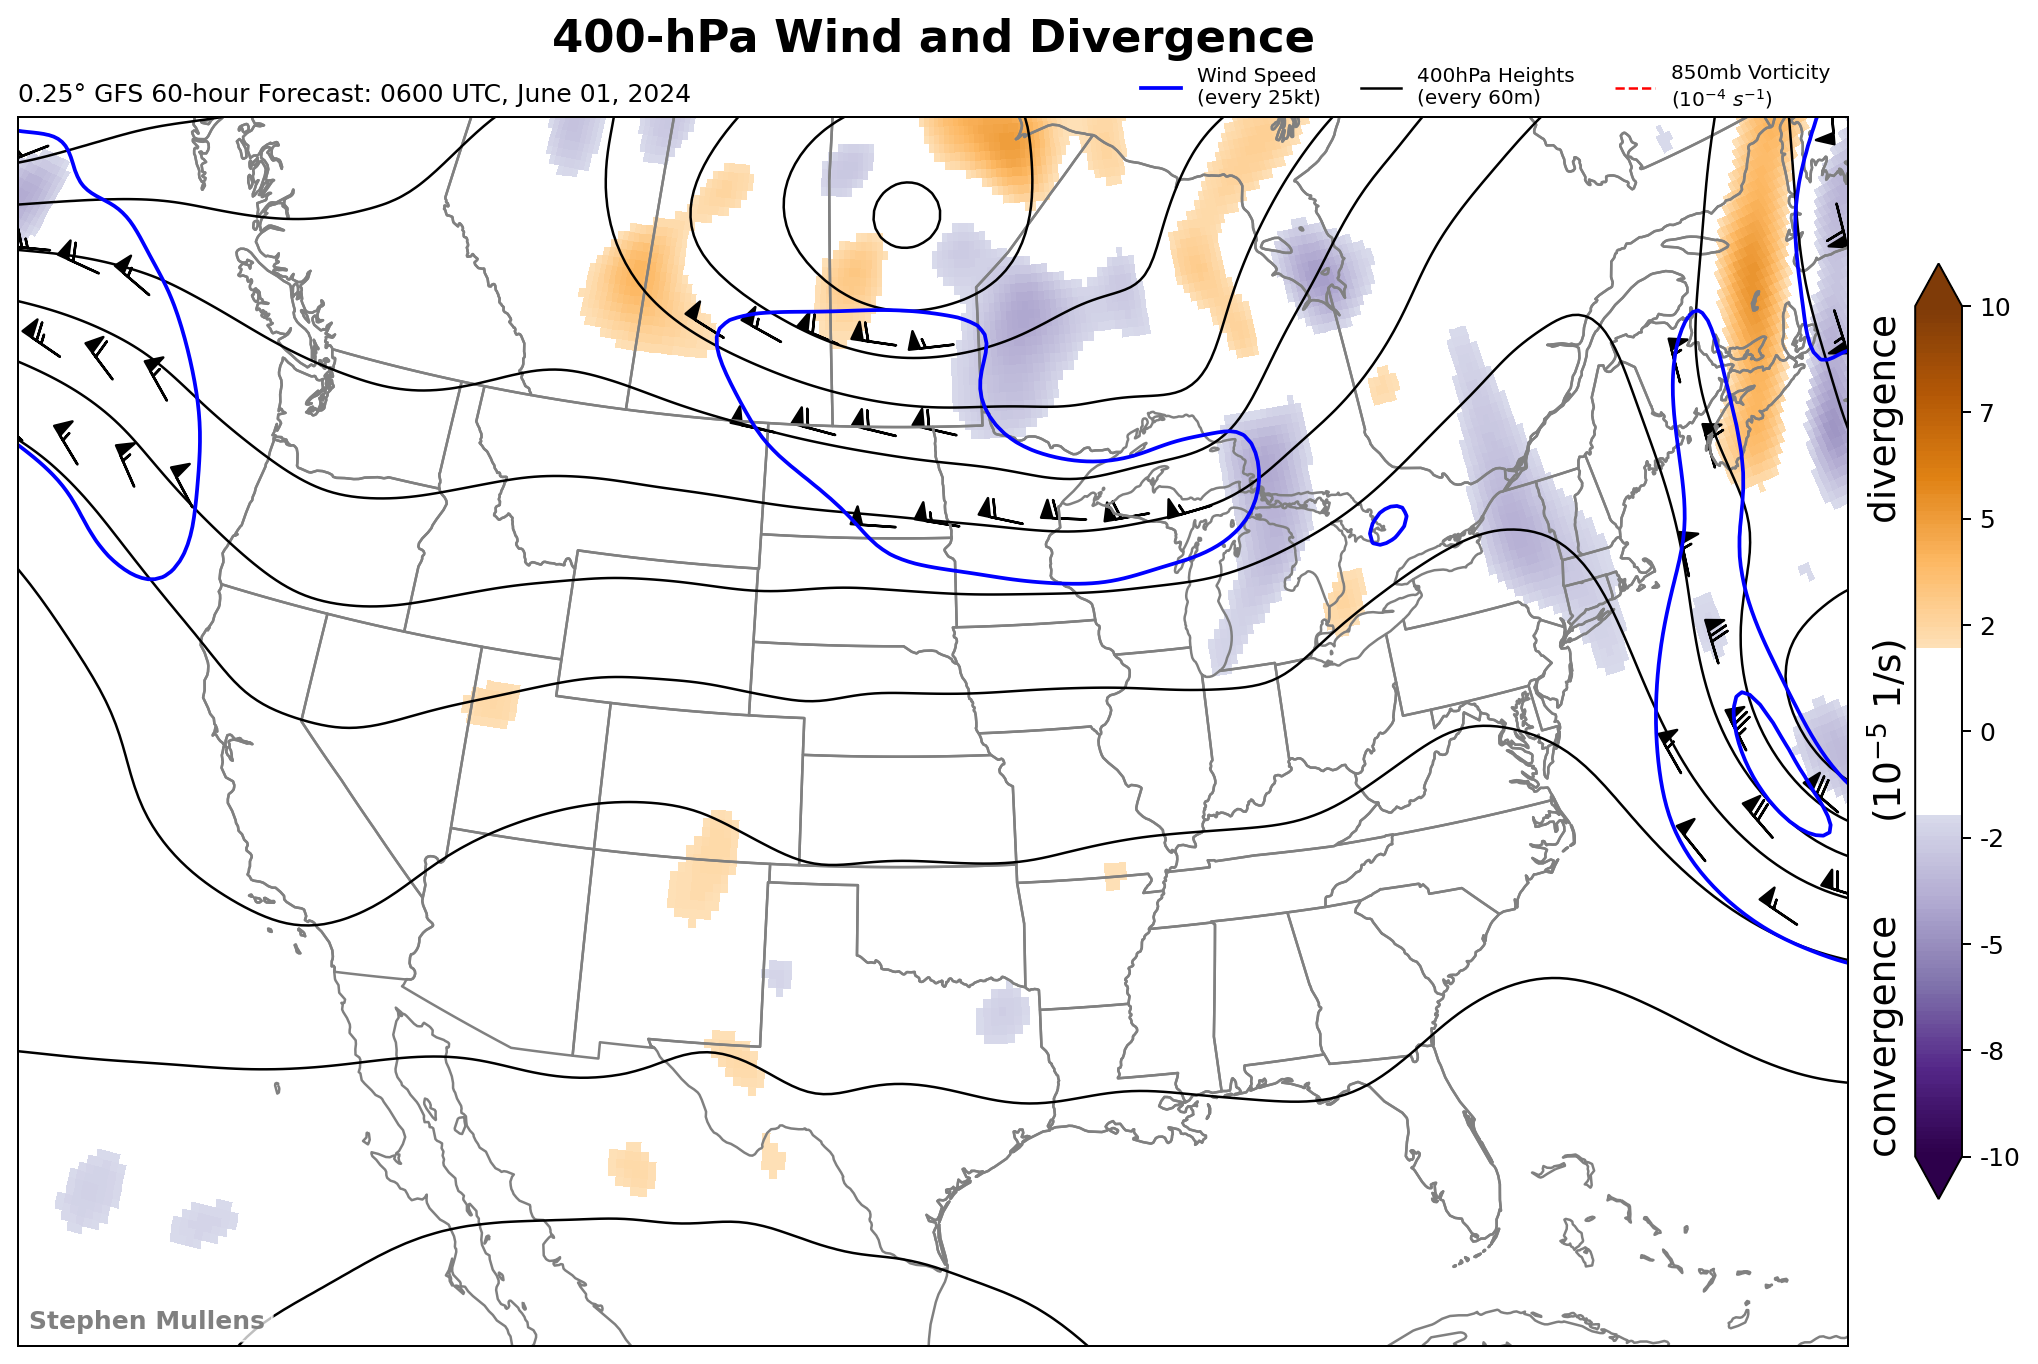 400-hPa Wind and Divergence
0.25° GFS 60-hour Forecast: 0600 UTC, June 01, 2024
Wind Speed
(every 25kt)
400hPa Heights
(every 60m)
850mb Vorticity
(10⁻⁴ s⁻¹)
10
7
5
2
0
-2
-5
-8
-10
convergence (10⁻⁵ 1/s) divergence
Stephen Mullens